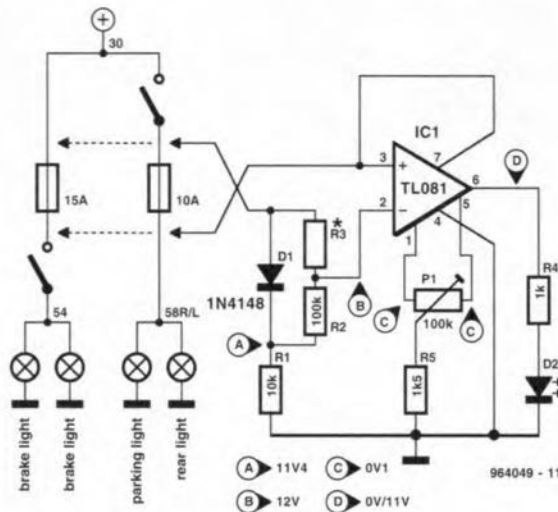 +
30
15A
10A
54
58R/L
brake light
brake light
parking light
rear light
D1
1N4148
*
R3
100k
R2
A
R1
10k
B
IC1
3
+
7
TL081
2
−
6
5
4
1
D
C
P1
C
100k
R5
1k5
R4
1k
D2
A 11V4
C 0V1
B 12V
D 0V/11V
964049 - 11